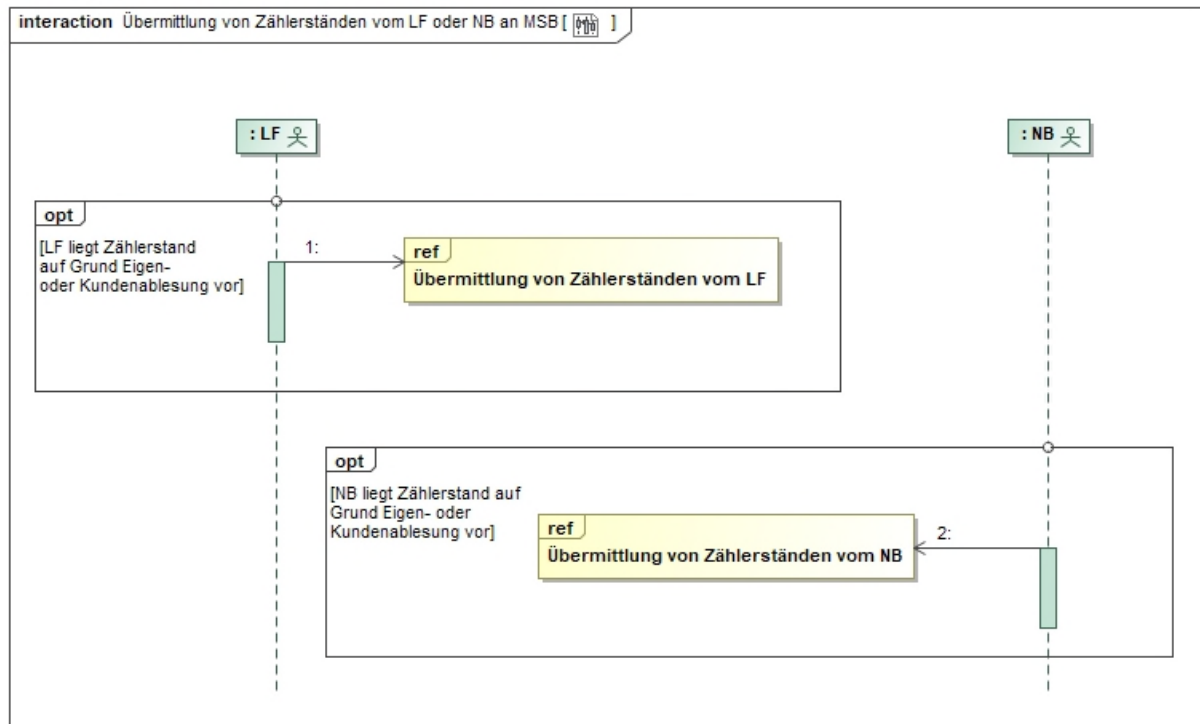 interaction Übermittlung von Zählerständen vom LF oder NB an MSB [ ]
: LF
: NB
opt
[LF liegt Zählerstand
auf Grund Eigen-
oder Kundenablesung vor]
1:
ref
Übermittlung von Zählerständen vom LF
opt
[NB liegt Zählerstand auf
Grund Eigen- oder
Kundenablesung vor]
ref
Übermittlung von Zählerständen vom NB
2: